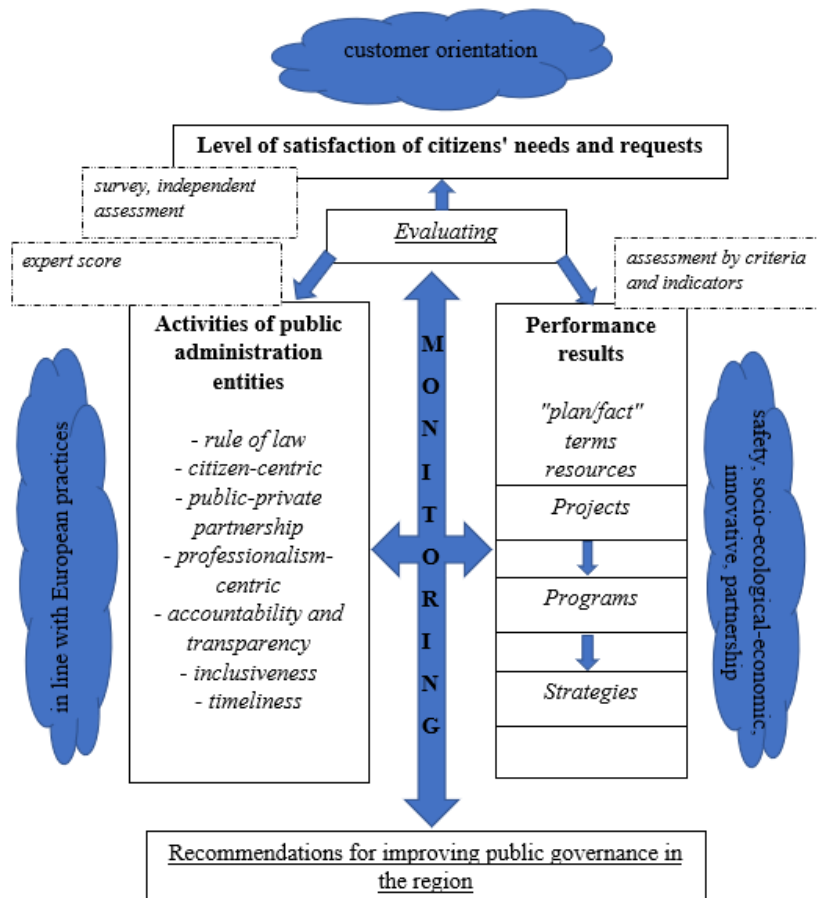 customer orientation
Level of satisfaction of citizens' needs and requests
survey, independent
assessment
Evaluating
expert score
assessment by criteria
and indicators
Activities of public
administration
entities
- rule of law
- citizen-centric
- public-private
partnership
- professionalism-
centric
- accountability and
transparency
- inclusiveness
- timeliness
MONITORING
Performance
results
"plan/fact"
terms
resources
Projects
Programs
Strategies
in line with European practices
safety, socio-ecological-economic,
innovative, partnership
Recommendations for improving public governance in
the region